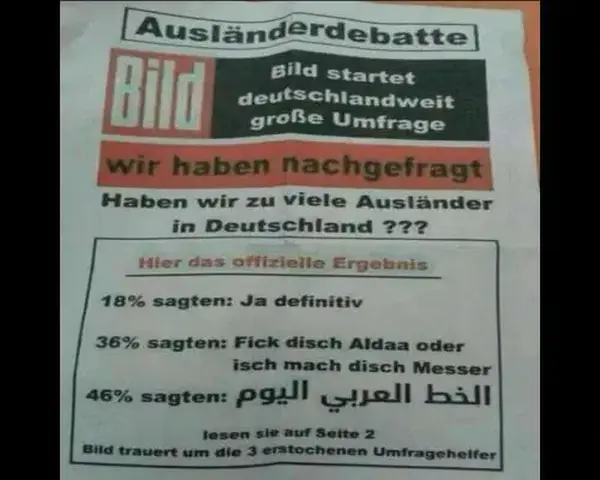 Ausländerdebatte
Bild
Bild startet
deutschlandweit
große Umfrage
wir haben nachgefragt
Haben wir zu viele Ausländer
in Deutschland ???
Hier das offizielle Ergebnis
18% sagten: Ja definitiv
36% sagten: Fick disch Aldaa oder
isch mach disch Messer
46% sagten: الخط العربي اليوم
lesen sie auf Seite 2
Bild trauert um die 3 erstochenen Umfragehelfer